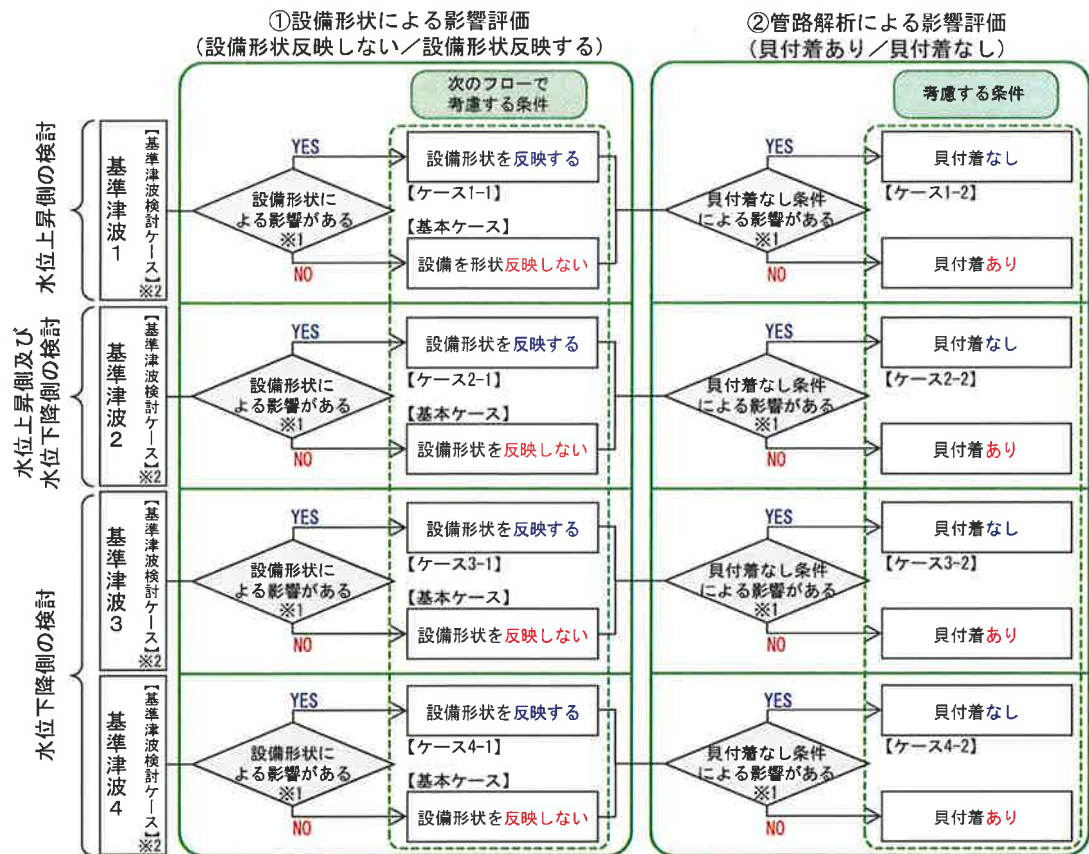 ①設備形状による影響評価
(設備形状反映しない/設備形状反映する)
②管路解析による影響評価
(貝付着あり/貝付着なし)
次のフローで
考慮する条件
考慮する条件
水位上昇側の検討
基準津波1
【基準津波検討ケース】
※2
設備形状に
よる影響がある
※1
YES
設備形状を反映する
【ケース1-1】
【基本ケース】
NO
設備を形状反映しない
貝付着なし条件
による影響がある
※1
YES
貝付着なし
【ケース1-2】
NO
貝付着あり
水位上昇側及び
水位下降側の検討
基準津波2
【基準津波検討ケース】
※2
設備形状に
よる影響がある
※1
YES
設備形状を反映する
【ケース2-1】
【基本ケース】
NO
設備形状を反映しない
貝付着なし条件
による影響がある
※1
YES
貝付着なし
【ケース2-2】
NO
貝付着あり
水位下降側の検討
基準津波3
【基準津波検討ケース】
※2
設備形状に
よる影響がある
※1
YES
設備形状を反映する
【ケース3-1】
【基本ケース】
NO
設備形状を反映しない
貝付着なし条件
による影響がある
※1
YES
貝付着なし
【ケース3-2】
NO
貝付着あり
基準津波4
【基準津波検討ケース】
※2
設備形状に
よる影響がある
※1
YES
設備形状を反映する
【ケース4-1】
【基本ケース】
NO
設備形状を反映しない
貝付着なし条件
による影響がある
※1
YES
貝付着なし
【ケース4-2】
NO
貝付着あり